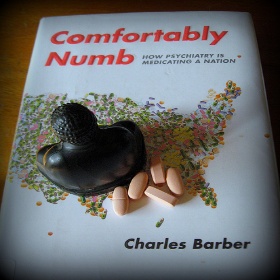 Comfortably
Numb
HOW PSYCHIATRY IS
MEDICATING A NATION
Charles Barber